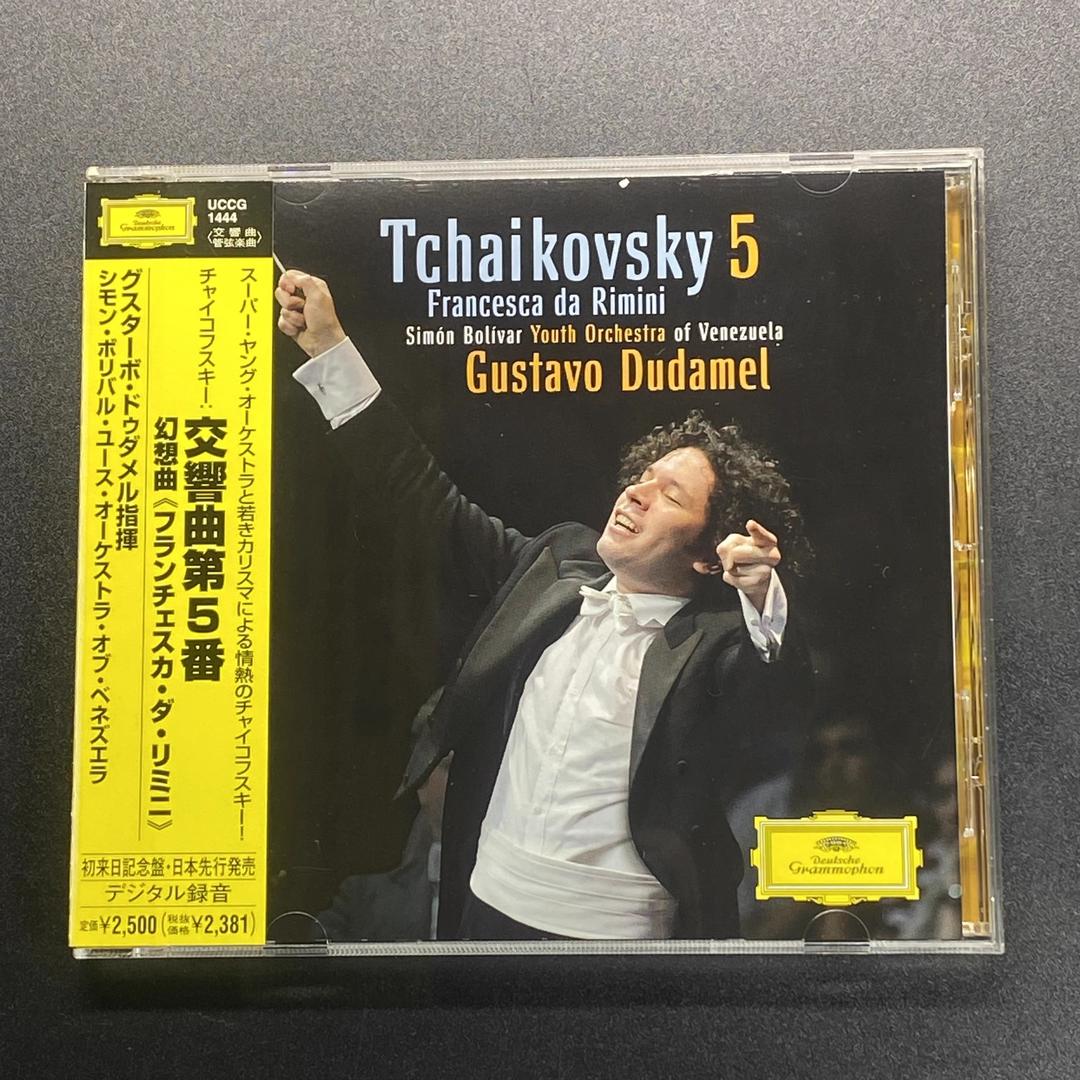 Deutsche
Grammophon
UCCG
1444
〈交響曲
管弦楽曲〉
スーパー・ヤング・オーケストラと若きカリスマによる情熱のチャイコフスキー！
チャイコフスキー：
交響曲第5番
幻想曲《フランチェスカ・ダ・リミニ》
グスターボ・ドゥダメル指揮
シモン・ボリバル・ユース・オーケストラ・オブ・ベネズエラ
初来日記念盤・日本先行発売
デジタル録音
定価¥2,500(税抜価格¥2,381)
Tchaikovsky 5
Francesca da Rimini
Simón Bolívar Youth Orchestra of Venezuela
Gustavo Dudamel
Deutsche
Grammophon